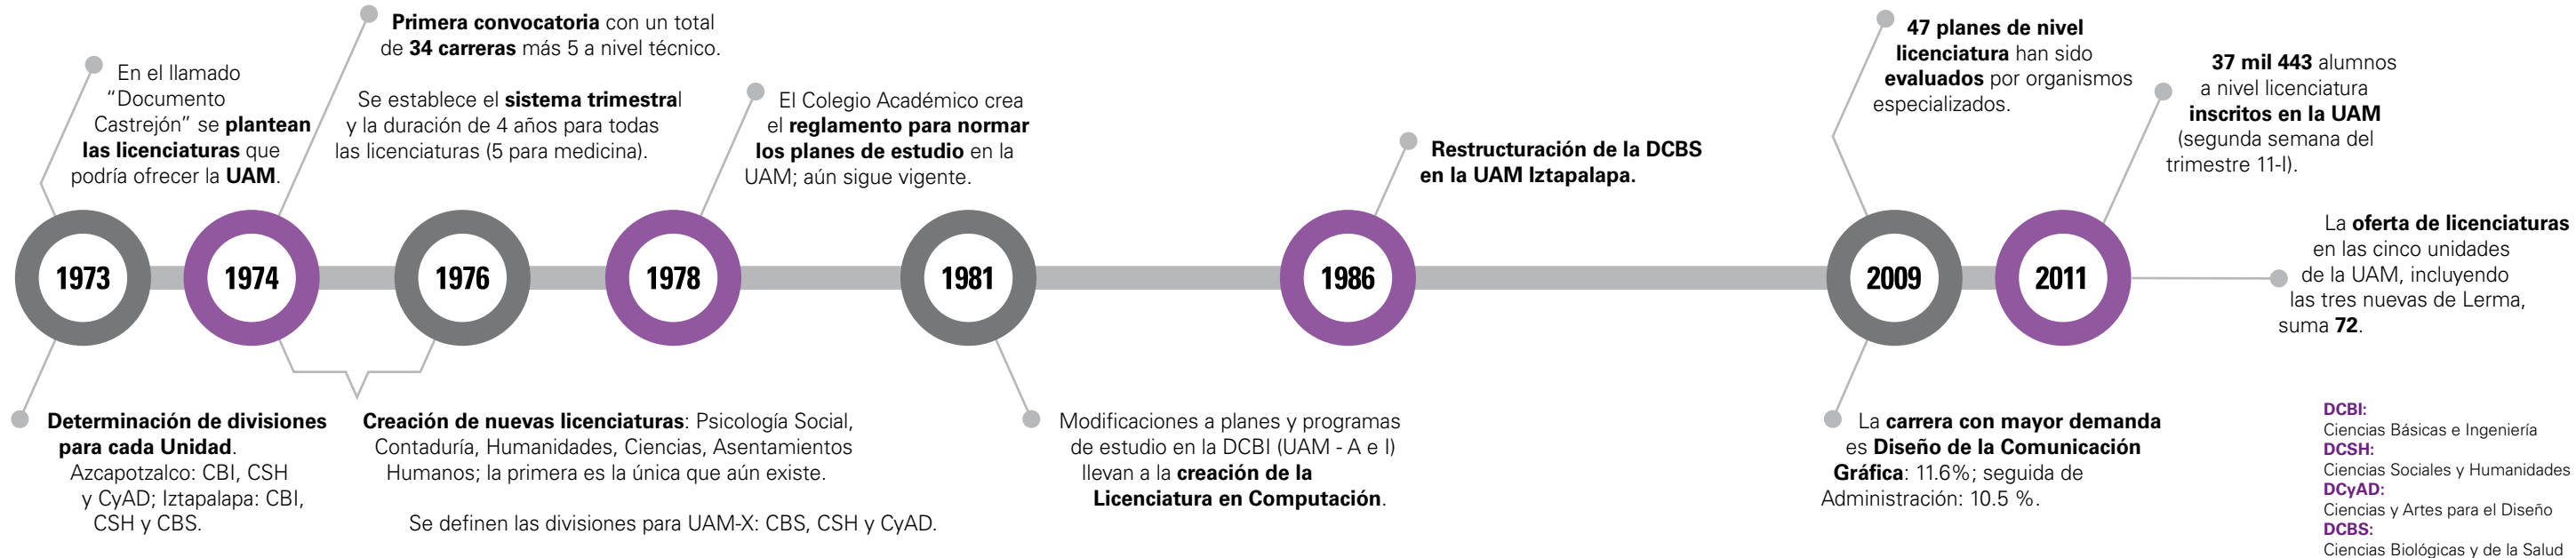 En el llamado
"Documento
Castrejón" se plantean
las licenciaturas que
podría ofrecer la UAM.
Primera convocatoria con un total
de 34 carreras más 5 a nivel técnico.
Se establece el sistema trimestral
y la duración de 4 años para todas
las licenciaturas (5 para medicina).
El Colegio Académico crea
el reglamento para normar
los planes de estudio en la
UAM; aún sigue vigente.
Restructuración de la DCBS
en la UAM Iztapalapa.
47 planes de nivel
licenciatura han sido
evaluados por organismos
especializados.
37 mil 443 alumnos
a nivel licenciatura
inscritos en la UAM
(segunda semana del
trimestre 11-I).
La oferta de licenciaturas
en las cinco unidades
de la UAM, incluyendo
las tres nuevas de Lerma,
suma 72.
1973
1974
1976
1978
1981
1986
2009
2011
Determinación de divisiones
para cada Unidad.
Azcapotzalco: CBI, CSH
y CyAD; Iztapalapa: CBI,
CSH y CBS.
Creación de nuevas licenciaturas: Psicología Social,
Contaduría, Humanidades, Ciencias, Asentamientos
Humanos; la primera es la única que aún existe.
Se definen las divisiones para UAM-X: CBS, CSH y CyAD.
Modificaciones a planes y programas
de estudio en la DCBI (UAM - A e I)
llevan a la creación de la
Licenciatura en Computación.
La carrera con mayor demanda
es Diseño de la Comunicación
Gráfica: 11.6%; seguida de
Administración: 10.5 %.
DCBI:
Ciencias Básicas e Ingeniería
DCSH:
Ciencias Sociales y Humanidades
DCyAD:
Ciencias y Artes para el Diseño
DCBS:
Ciencias Biológicas y de la Salud